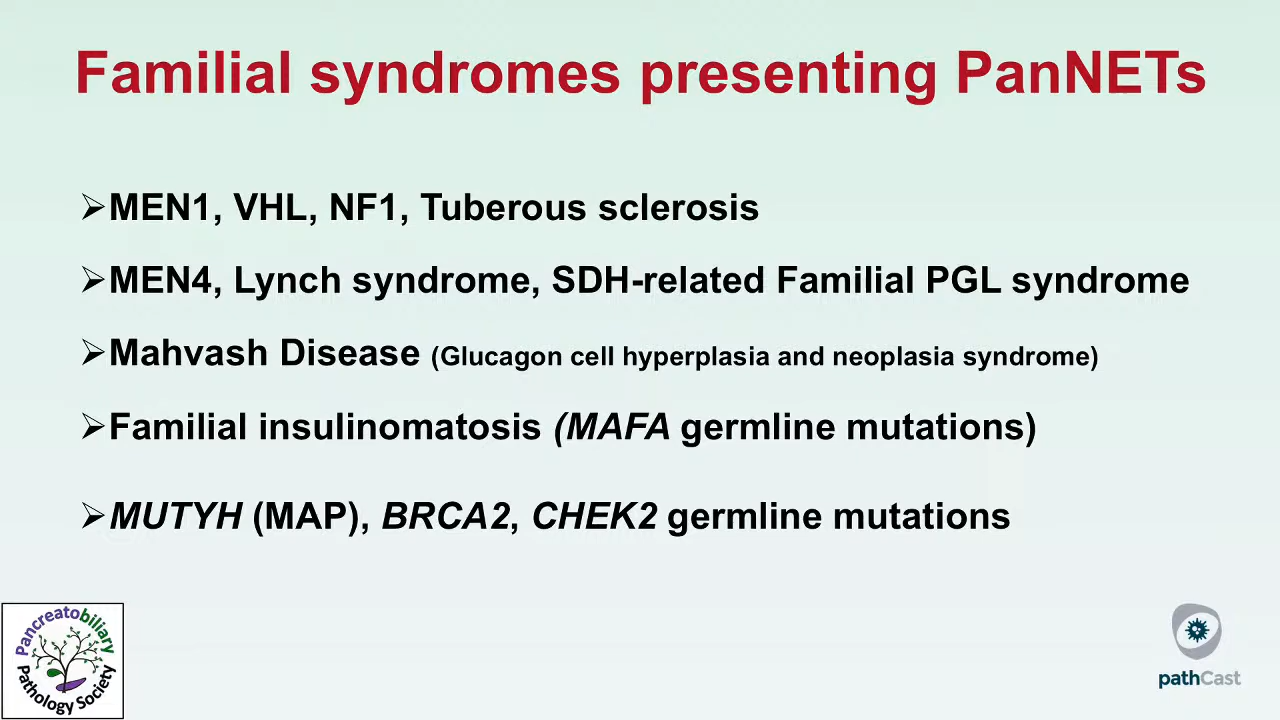 Familial syndromes presenting PanNETs
➢MEN1, VHL, NF1, Tuberous sclerosis
➢MEN4, Lynch syndrome, SDH-related Familial PGL syndrome
➢Mahvash Disease (Glucagon cell hyperplasia and neoplasia syndrome)
➢Familial insulinomatosis (MAFA germline mutations)
➢MUTYH (MAP), BRCA2, CHEK2 germline mutations
Pancreatobiliary
Pathology Society
pathCast